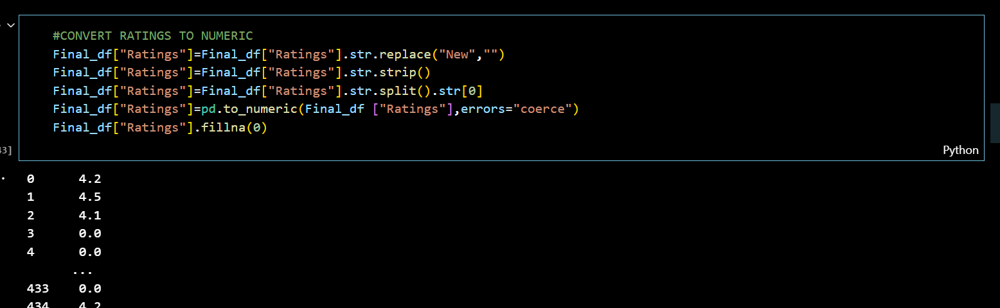 #CONVERT RATINGS TO NUMERIC
Final_df["Ratings"]=Final_df["Ratings"].str.replace("New","")
Final_df["Ratings"]=Final_df["Ratings"].str.strip()
Final_df["Ratings"]=Final_df["Ratings"].str.split().str[0]
Final_df["Ratings"]=pd.to_numeric(Final_df ["Ratings"],errors="coerce")
Final_df["Ratings"].fillna(0)
3]
Python
0 4.2
1 4.5
2 4.1
3 0.0
4 0.0
...
433 0.0
434 4.2